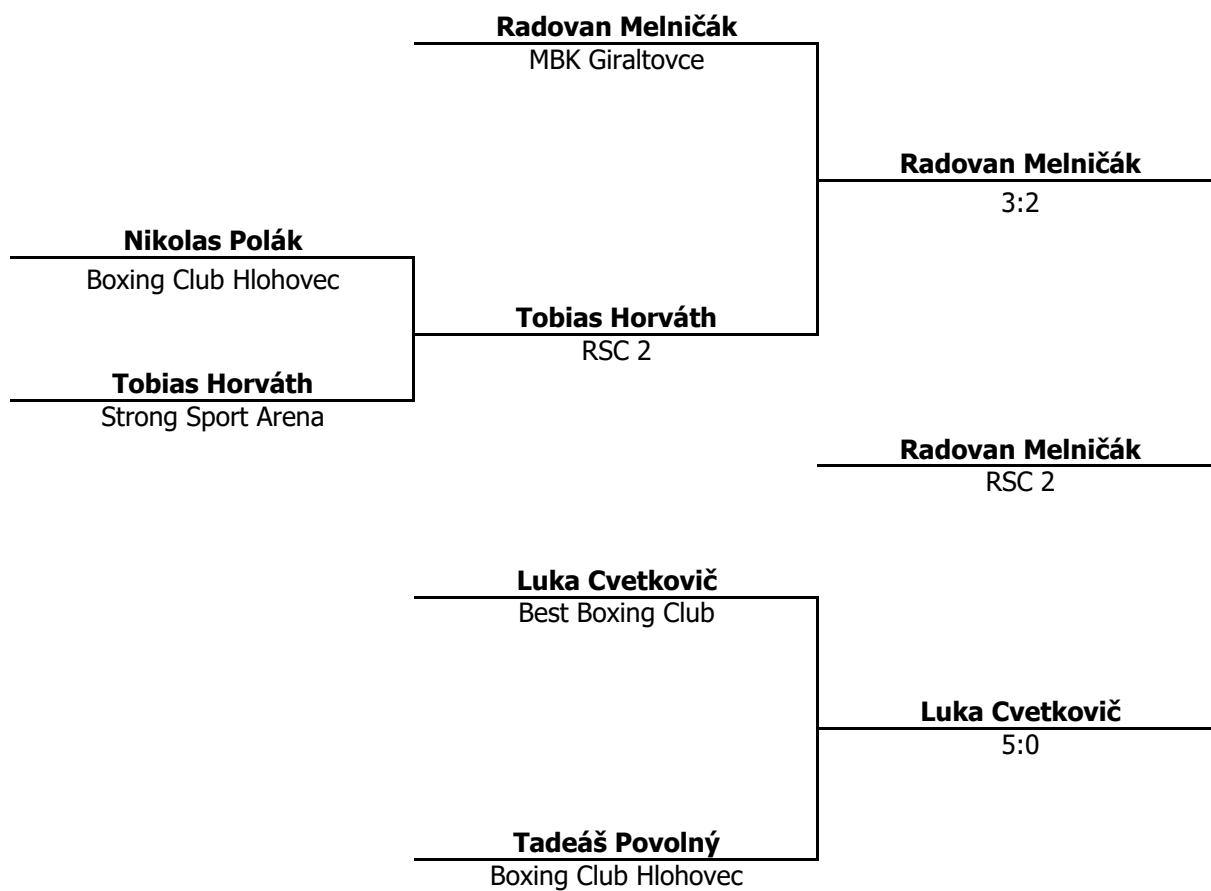 Radovan Melničák
MBK Giraltovce
Radovan Melničák
3:2
Nikolas Polák
Boxing Club Hlohovec
Tobias Horváth
RSC 2
Tobias Horváth
Strong Sport Arena
Radovan Melničák
RSC 2
Luka Cvetkovič
Best Boxing Club
Luka Cvetkovič
5:0
Tadeáš Povolný
Boxing Club Hlohovec